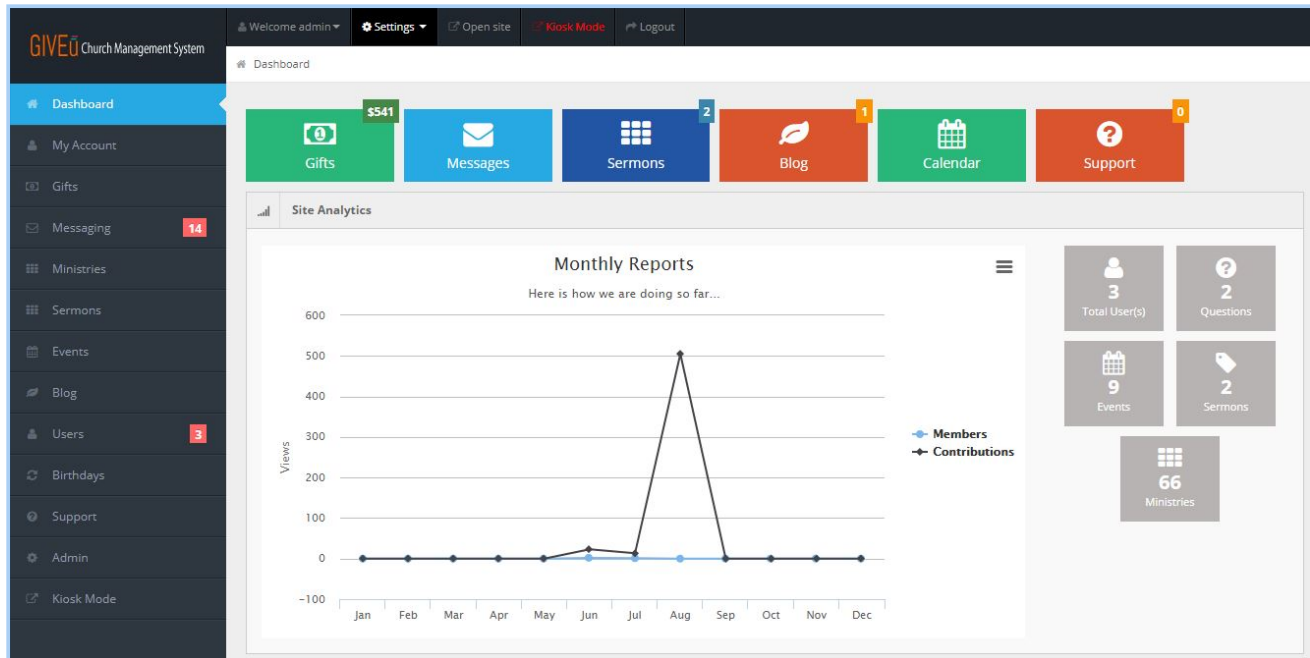 GIVEū Church Management System
Welcome admin
Settings
Open site
Kiosk Mode
Logout
Dashboard
Dashboard
My Account
Gifts
Messaging 14
Ministries
Sermons
Events
Blog
Users 3
Birthdays
Support
Admin
Kiosk Mode
$541
Gifts
Messages
2
Sermons
1
Blog
Calendar
0
Support
Site Analytics
Monthly Reports
Here is how we are doing so far...
600
500
400
300
200
100
0
-100
Views
Jan Feb Mar Apr May Jun Jul Aug Sep Oct Nov Dec
Members
Contributions
3
Total User(s)
2
Questions
9
Events
2
Sermons
66
Ministries